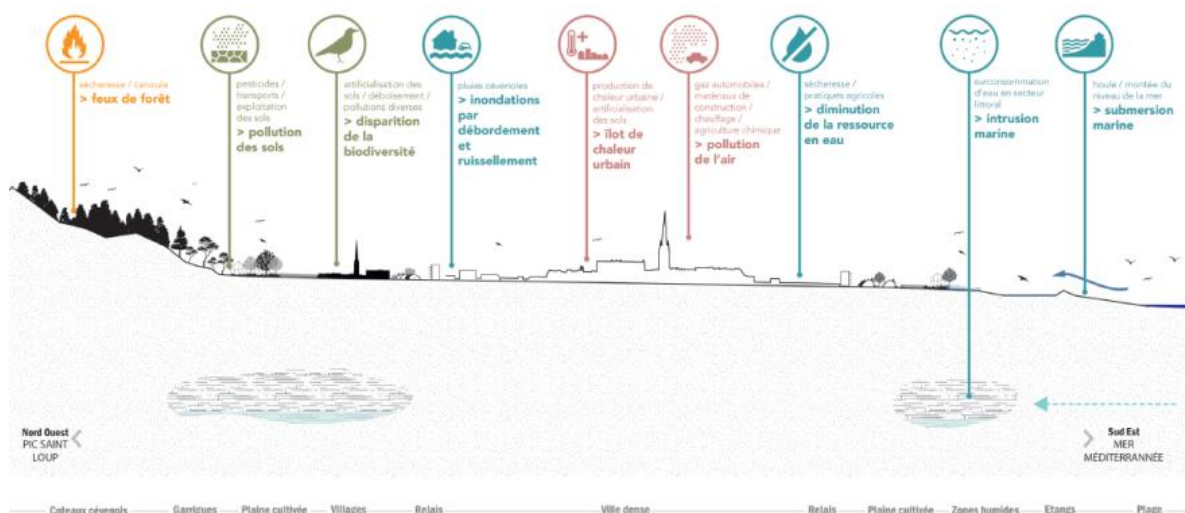 sécheresse / canicule
> feux de forêt
pesticides /
transports /
exploitation
des sols
> pollution
des sols
artificialisation des
sols / déboisement /
pollutions diverses
> disparition
de la
biodiversité
pluies cévenoles
> inondations
par
débordement
et
ruissellement
production de
chaleur urbaine /
artificialisation
des sols
> îlot de
chaleur
urbain
gaz automobiles /
matériaux de
construction /
chauffage /
agriculture chimique
> pollution
de l'air
sécheresse /
pratiques agricoles
> diminution
de la ressource
en eau
surconsommation
d'eau en secteur
littoral
> intrusion
marine
houle / montée du
niveau de la mer
> submersion
marine
Nord Ouest
PIC SAINT
LOUP
Sud Est
MER
MÉDITERRANNÉE
Coteaux cévenols
Garrigues
Plaine cultivée
Villages
Relais
Ville dense
Relais
Plaine cultivée
Zones humides
Etangs
Plage